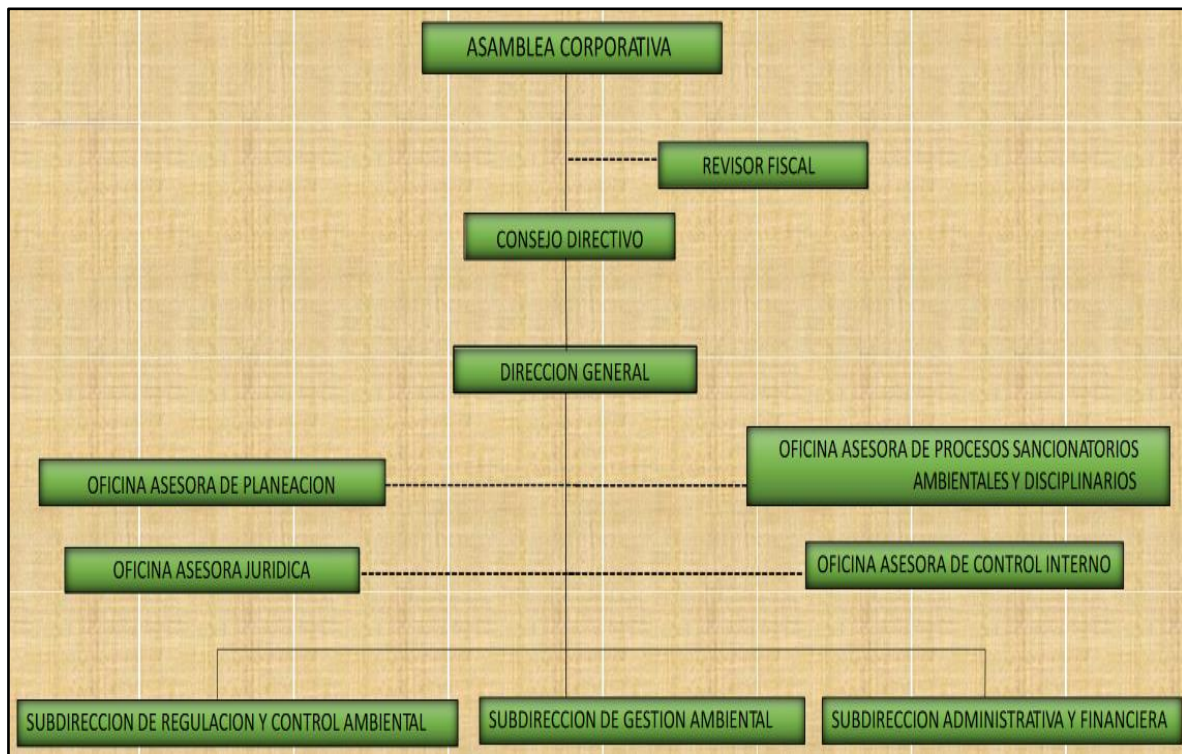 ASAMBLEA CORPORATIVA
REVISOR FISCAL
CONSEJO DIRECTIVO
DIRECCION GENERAL
OFICINA ASESORA DE PROCESOS SANCIONATORIOS
AMBIENTALES Y DISCIPLINARIOS
OFICINA ASESORA DE PLANEACION
OFICINA ASESORA JURIDICA
OFICINA ASESORA DE CONTROL INTERNO
SUBDIRECCION DE REGULACION Y CONTROL AMBIENTAL
SUBDIRECCION DE GESTION AMBIENTAL
SUBDIRECCION ADMINISTRATIVA Y FINANCIERA